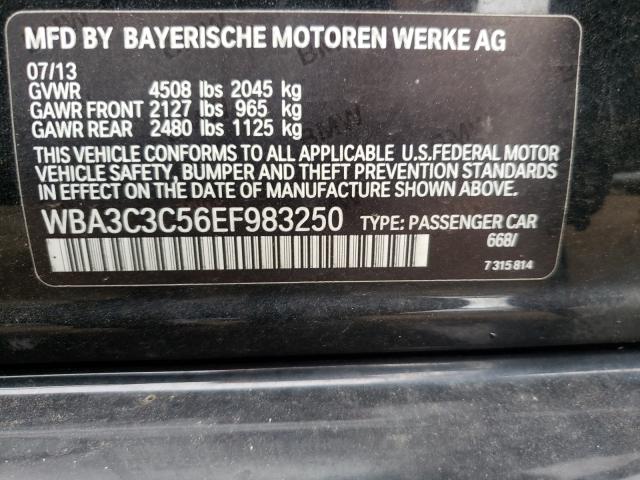 MFD BY BAYERISCHE MOTOREN WERKE AG
07/13
GVWR 4508 lbs 2045 kg
GAWR FRONT 2127 lbs 965 kg
GAWR REAR 2480 lbs 1125 kg
THIS VEHICLE CONFORMS TO ALL APPLICABLE U.S.FEDERAL MOTOR
VEHICLE SAFETY, BUMPER AND THEFT PREVENTION STANDARDS
IN EFFECT ON THE DATE OF MANUFACTURE SHOWN ABOVE.
WBA3C3C56EF983250 TYPE: PASSENGER CAR
668/
7 315 814